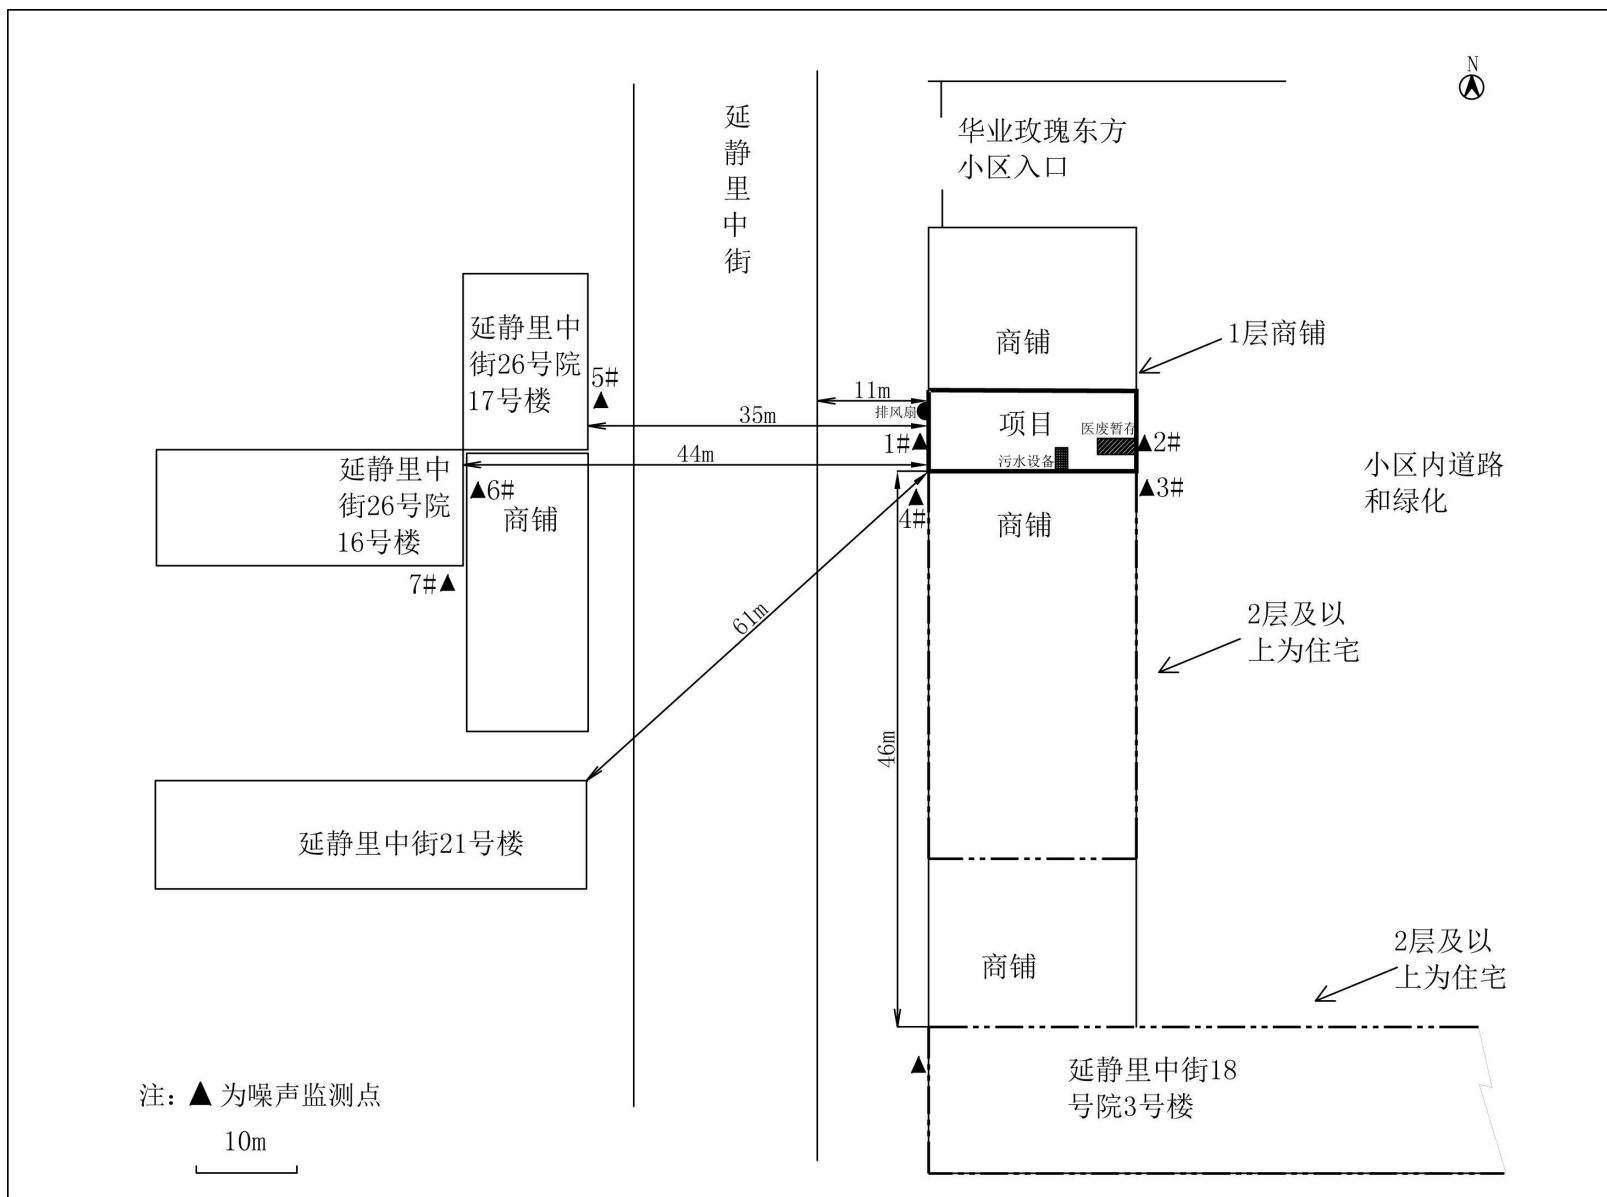 N
延静里中街
华业玫瑰东方
小区入口
延静里中
街26号院
17号楼
5#
商铺
1层商铺
11m
排风扇
35m
1#
项目
医废暂存
2#
44m
污水设备
延静里中
街26号院
16号楼
6#
商铺
4#
商铺
3#
小区内道路
和绿化
7#
61m
2层及以
上为住宅
46m
延静里中街21号楼
商铺
2层及以
上为住宅
延静里中街18
号院3号楼
注：▲为噪声监测点
10m